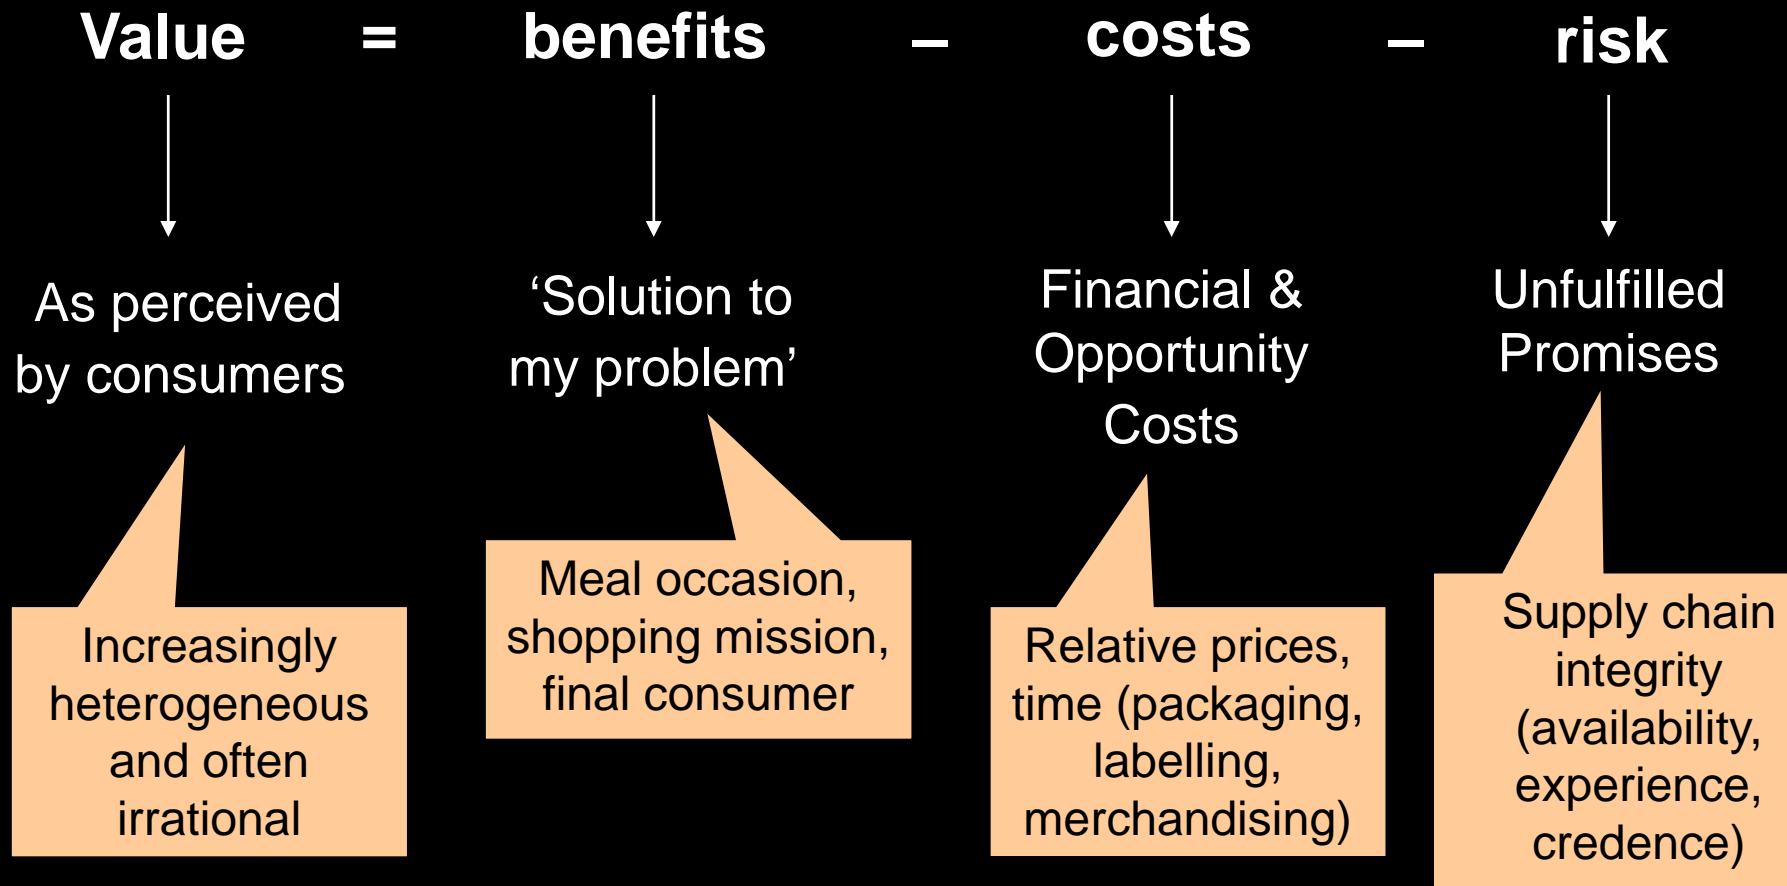 Value = benefits – costs – risk
As perceived
by consumers
‘Solution to
my problem’
Financial &
Opportunity
Costs
Unfulfilled
Promises
Increasingly
heterogeneous
and often
irrational
Meal occasion,
shopping mission,
final consumer
Relative prices,
time (packaging,
labelling,
merchandising)
Supply chain
integrity
(availability,
experience,
credence)